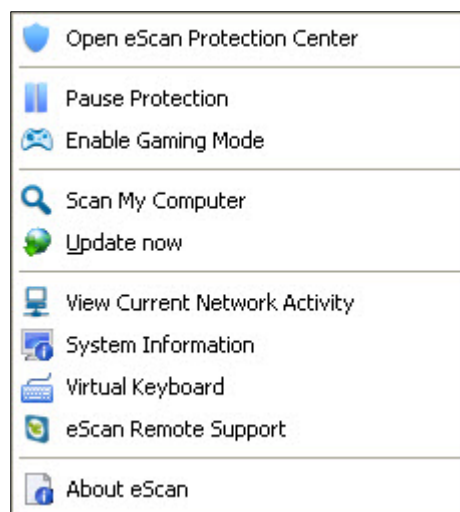 Open eScan Protection Center
Pause Protection
Enable Gaming Mode
Scan My Computer
Update now
View Current Network Activity
System Information
Virtual Keyboard
eScan Remote Support
About eScan